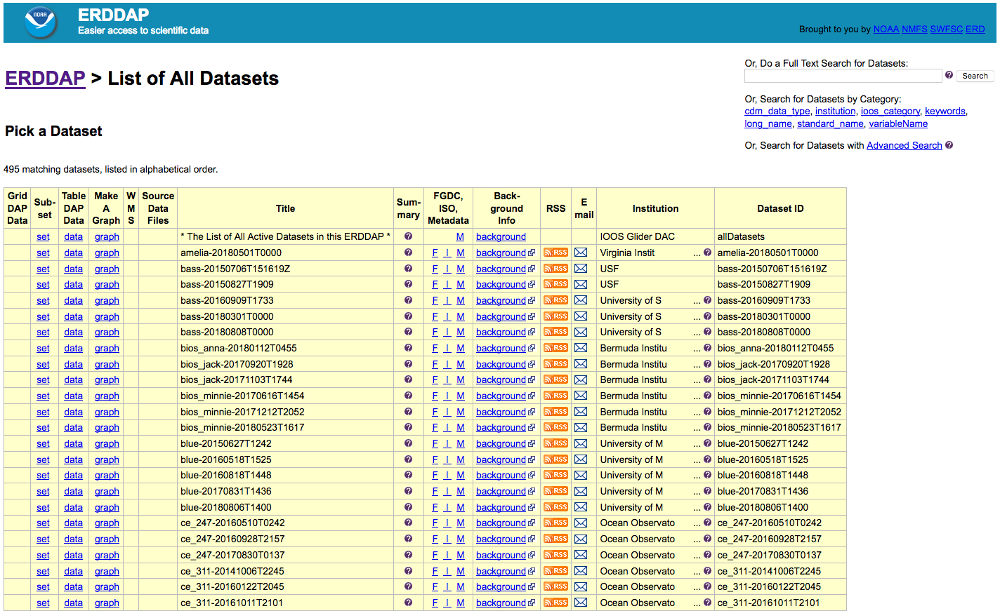 NOAA
ERDDAP
Easier access to scientific data
Brought to you by NOAA NMFS SWFSC ERD
ERDDAP > List of All Datasets
Or, Do a Full Text Search for Datasets:
? Search
Or, Search for Datasets by Category:
cdm_data_type, institution, ioos_category, keywords,
long_name, standard_name, variableName
Or, Search for Datasets with Advanced Search ?
Pick a Dataset
495 matching datasets, listed in alphabetical order.
Grid DAP Data Sub-set Table DAP Data Make A Graph W M S Source Data Files Title Sum-mary FGDC, ISO, Metadata Back-ground Info RSS E mail Institution Dataset ID
set data graph * The List of All Active Datasets in this ERDDAP * ? M background IOOS Glider DAC allDatasets
set data graph amelia-20180501T0000 ? F I M background RSS Virginia Instit ... ? amelia-20180501T0000
set data graph bass-20150706T151619Z ? F I M background RSS USF bass-20150706T151619Z
set data graph bass-20150827T1909 ? F I M background RSS USF bass-20150827T1909
set data graph bass-20160909T1733 ? F I M background RSS University of S ... ? bass-20160909T1733
set data graph bass-20180301T0000 ? F I M background RSS University of S ... ? bass-20180301T0000
set data graph bass-20180808T0000 ? F I M background RSS University of S ... ? bass-20180808T0000
set data graph bios_anna-20180112T0455 ? F I M background RSS Bermuda Institu ... ? bios_anna-20180112T0455
set data graph bios_jack-20170920T1928 ? F I M background RSS Bermuda Institu ... ? bios_jack-20170920T1928
set data graph bios_jack-20171103T1744 ? F I M background RSS Bermuda Institu ... ? bios_jack-20171103T1744
set data graph bios_minnie-20170616T1454 ? F I M background RSS Bermuda Institu ... ? bios_minnie-20170616T1454
set data graph bios_minnie-20171212T2052 ? F I M background RSS Bermuda Institu ... ? bios_minnie-20171212T2052
set data graph bios_minnie-20180523T1617 ? F I M background RSS Bermuda Institu ... ? bios_minnie-20180523T1617
set data graph blue-20150627T1242 ? F I M background RSS University of M ... ? blue-20150627T1242
set data graph blue-20160518T1525 ? F I M background RSS University of M ... ? blue-20160518T1525
set data graph blue-20160818T1448 ? F I M background RSS University of M ... ? blue-20160818T1448
set data graph blue-20170831T1436 ? F I M background RSS University of M ... ? blue-20170831T1436
set data graph blue-20180806T1400 ? F I M background RSS University of M ... ? blue-20180806T1400
set data graph ce_247-20160510T0242 ? F I M background RSS Ocean Observato ... ? ce_247-20160510T0242
set data graph ce_247-20160928T2157 ? F I M background RSS Ocean Observato ... ? ce_247-20160928T2157
set data graph ce_247-20170830T0137 ? F I M background RSS Ocean Observato ... ? ce_247-20170830T0137
set data graph ce_311-20141006T2245 ? F I M background RSS Ocean Observato ... ? ce_311-20141006T2245
set data graph ce_311-20160122T2045 ? F I M background RSS Ocean Observato ... ? ce_311-20160122T2045
set data graph ce_311-20161011T2101 ? F I M background RSS Ocean Observato ... ? ce_311-20161011T2101